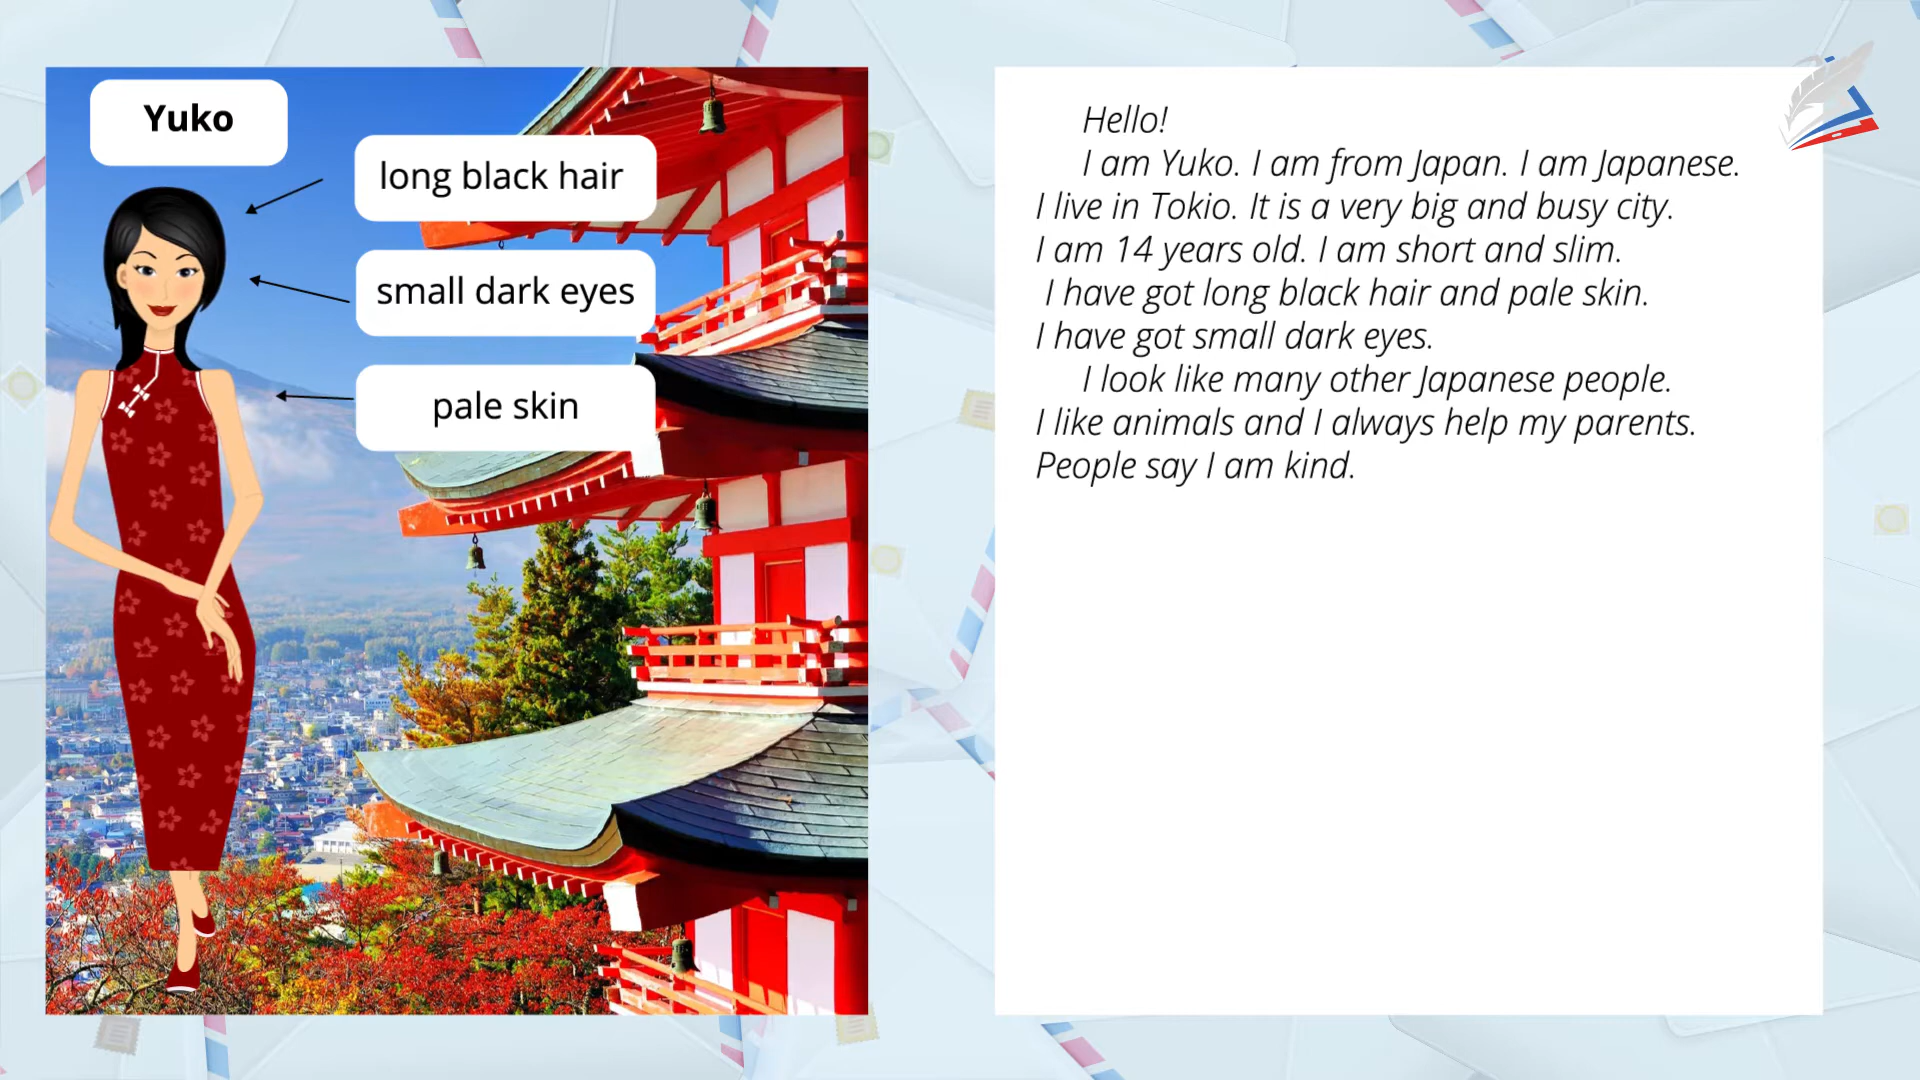 Yuko
long black hair
small dark eyes
pale skin
Hello!
I am Yuko. I am from Japan. I am Japanese.
I live in Tokio. It is a very big and busy city.
I am 14 years old. I am short and slim.
I have got long black hair and pale skin.
I have got small dark eyes.
I look like many other Japanese people.
I like animals and I always help my parents.
People say I am kind.